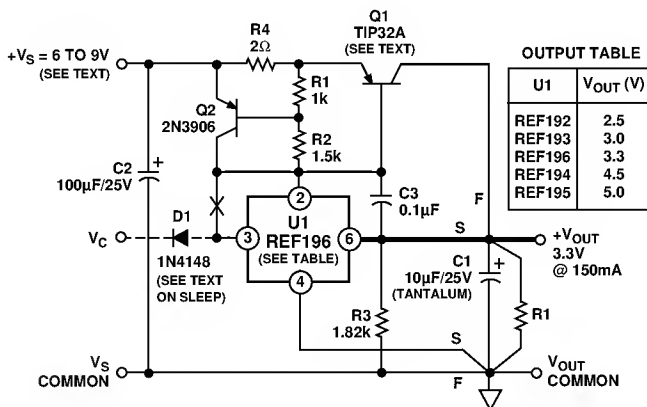 Q1
TIP32A
(SEE TEXT)
R4
2Ω
+VS = 6 TO 9V
(SEE TEXT)
OUTPUT TABLE
U1 VOUT (V)
REF192 2.5
REF193 3.0
REF196 3.3
REF194 4.5
REF195 5.0
R1
1k
Q2
2N3906
R2
1.5k
C2
100µF/25V
+
2
C3
0.1µF
F
U1
REF196
(SEE TABLE)
3
6
4
S
+VOUT
3.3V
@ 150mA
VC
D1
1N4148
(SEE TEXT
ON SLEEP)
C1
10µF/25V
(TANTALUM)
+
R1
R3
1.82k
S
F
VS
COMMON
VOUT
COMMON